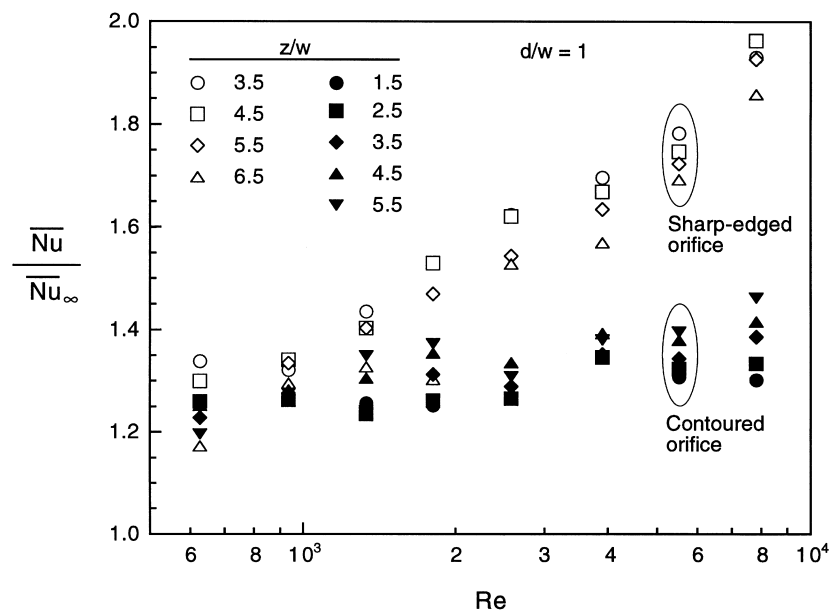 2.0
1.8
1.6
1.4
1.2
1.0
Nu
Nu∞
z/w
d/w = 1
3.5
1.5
4.5
2.5
5.5
3.5
6.5
4.5
5.5
Sharp-edged
orifice
Contoured
orifice
6 8 10³ 2 3 4 6 8 10⁴
Re